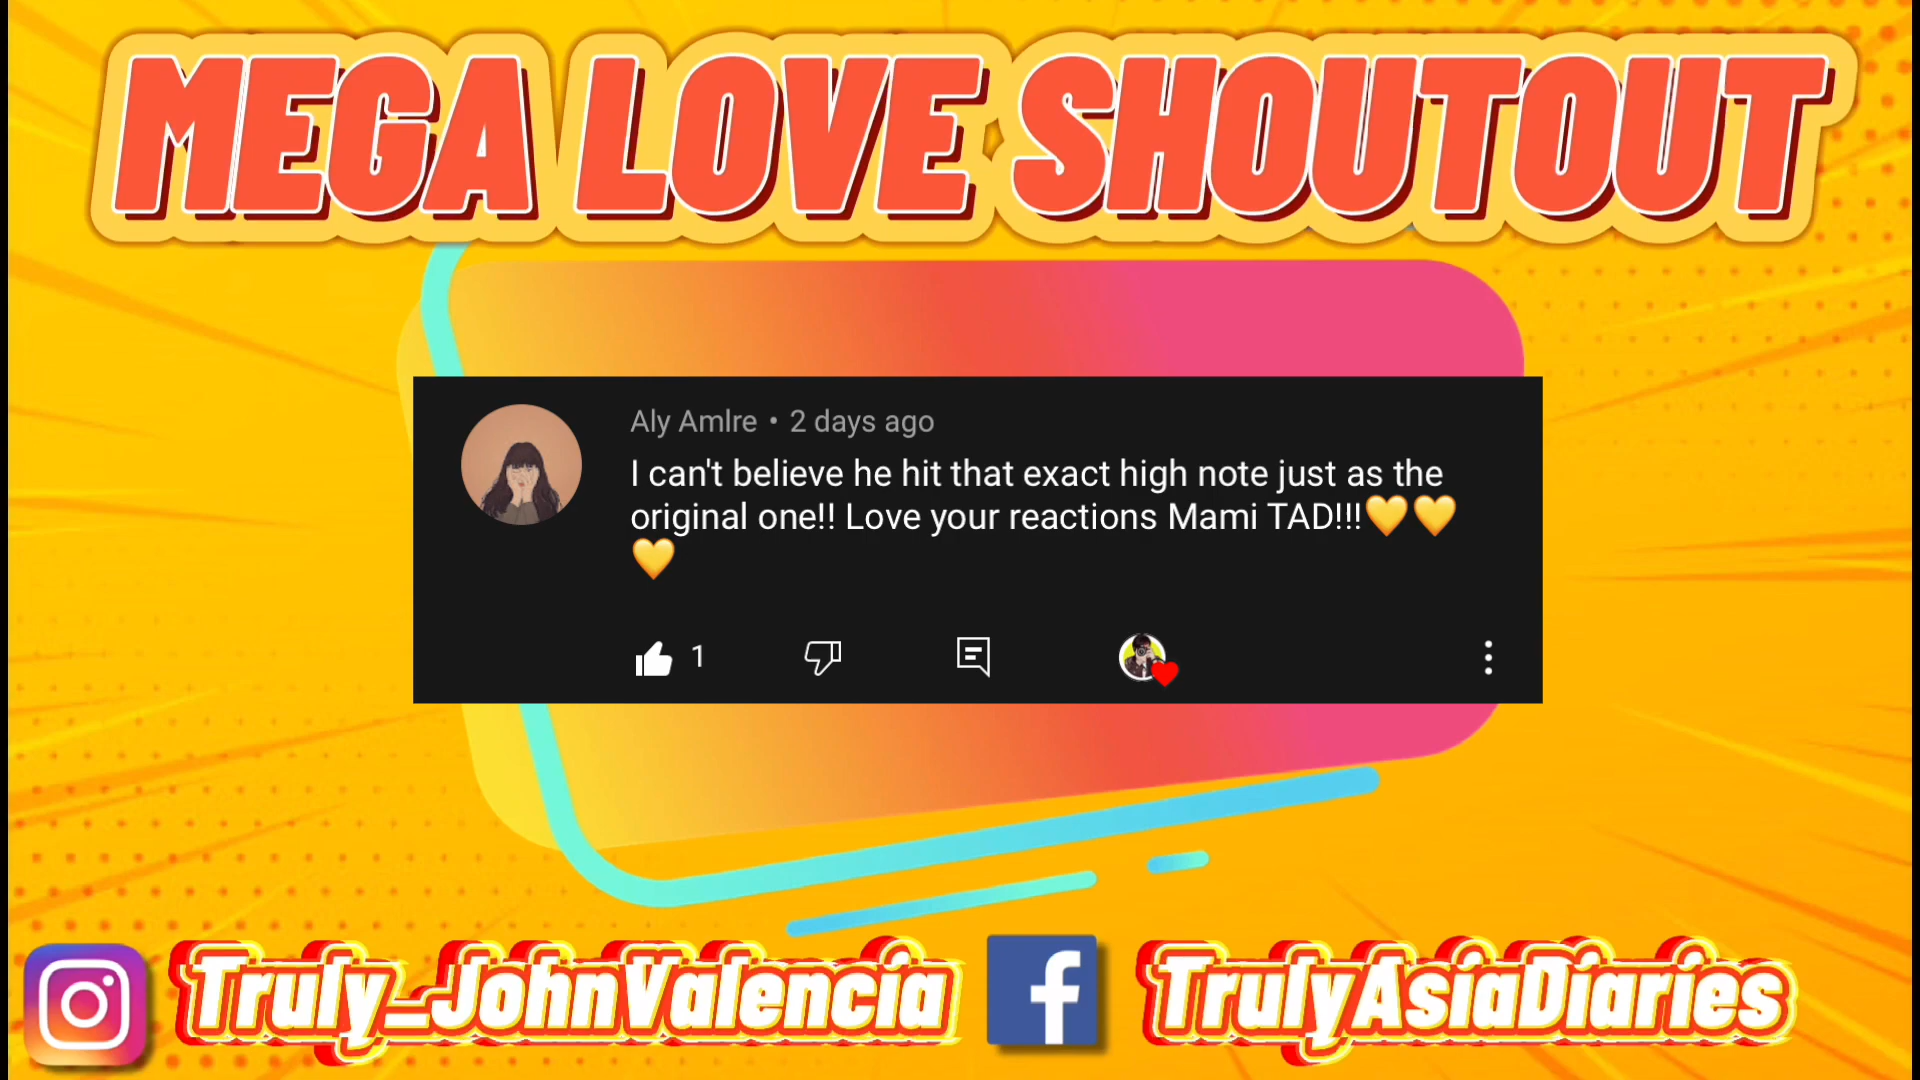 MEGA LOVE SHOUTOUT
Aly Amlre • 2 days ago
I can't believe he hit that exact high note just as the
original one!! Love your reactions Mami TAD!!!💛💛
💛
1
Truly_JohnValencia
TrulyAsiaDiaries